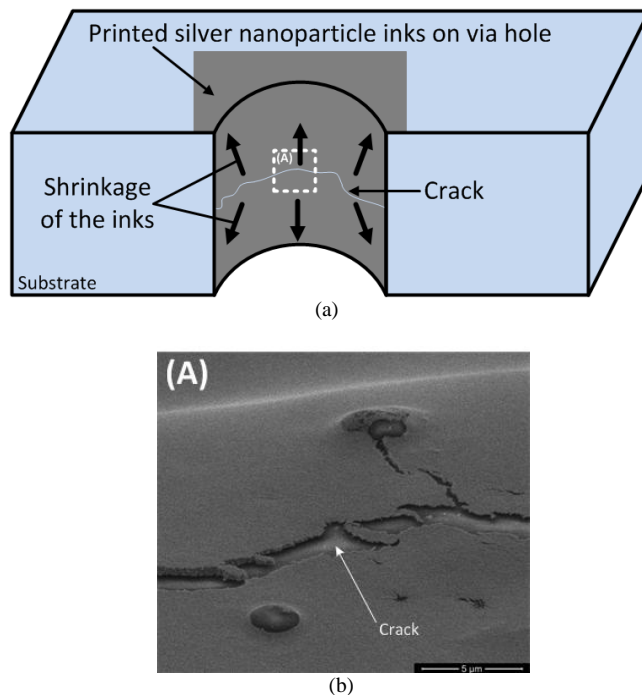 Printed silver nanoparticle inks on via hole
(A)
Shrinkage
of the inks
Crack
Substrate
(a)
(A)
Crack
5 µm
(b)